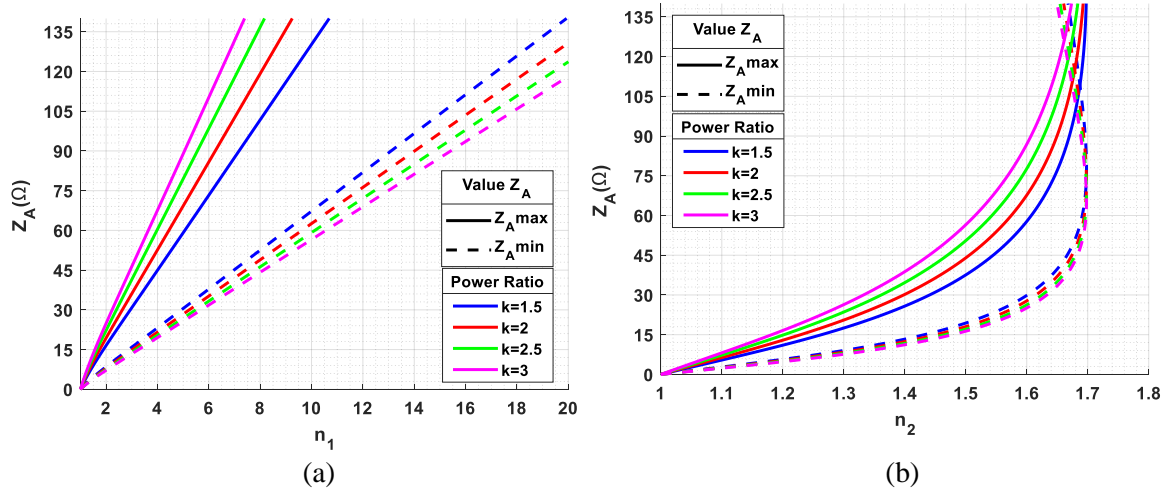 135
120
105
90
75
60
45
30
15
0
Z_A(Ω)
2 4 6 8 10 12 14 16 18 20
n_1
Value Z_A
Z_A max
Z_A min
Power Ratio
k=1.5
k=2
k=2.5
k=3
(a)
135
120
105
90
75
60
45
30
15
0
Z_A(Ω)
1 1.1 1.2 1.3 1.4 1.5 1.6 1.7 1.8
n_2
Value Z_A
Z_A max
Z_A min
Power Ratio
k=1.5
k=2
k=2.5
k=3
(b)